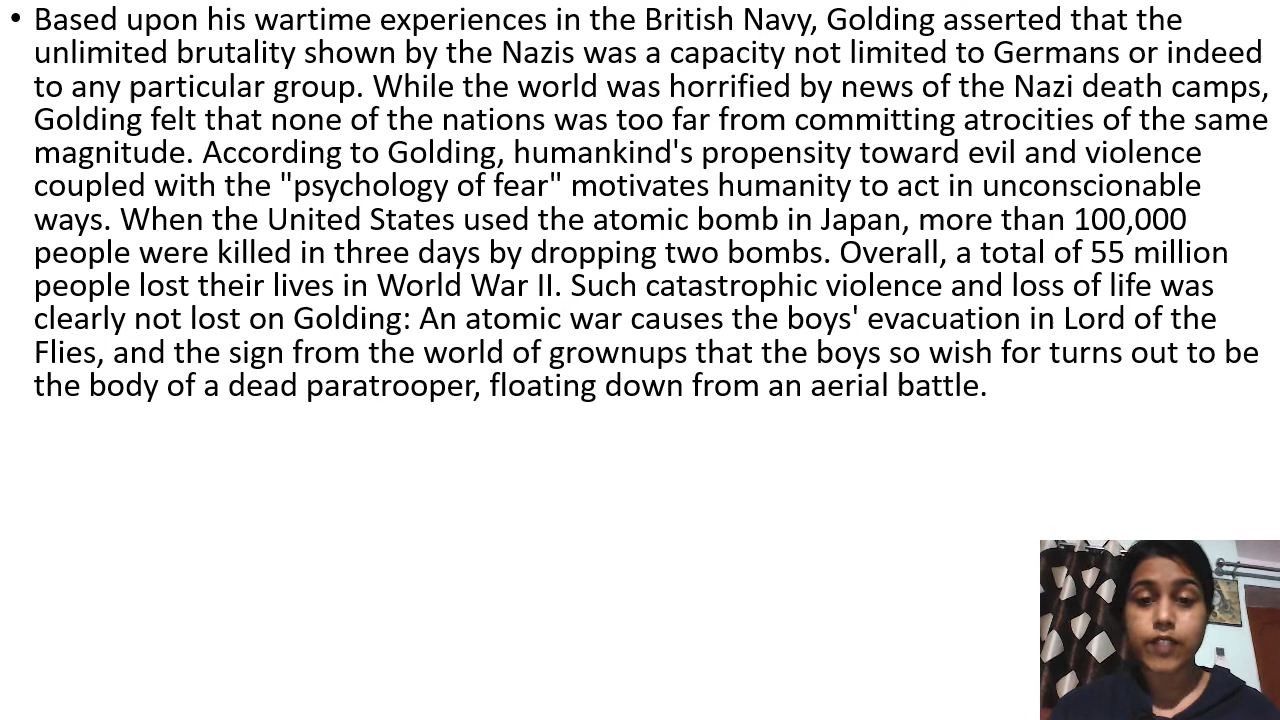 • Based upon his wartime experiences in the British Navy, Golding asserted that the
unlimited brutality shown by the Nazis was a capacity not limited to Germans or indeed
to any particular group. While the world was horrified by news of the Nazi death camps,
Golding felt that none of the nations was too far from committing atrocities of the same
magnitude. According to Golding, humankind's propensity toward evil and violence
coupled with the "psychology of fear" motivates humanity to act in unconscionable
ways. When the United States used the atomic bomb in Japan, more than 100,000
people were killed in three days by dropping two bombs. Overall, a total of 55 million
people lost their lives in World War II. Such catastrophic violence and loss of life was
clearly not lost on Golding: An atomic war causes the boys' evacuation in Lord of the
Flies, and the sign from the world of grownups that the boys so wish for turns out to be
the body of a dead paratrooper, floating down from an aerial battle.